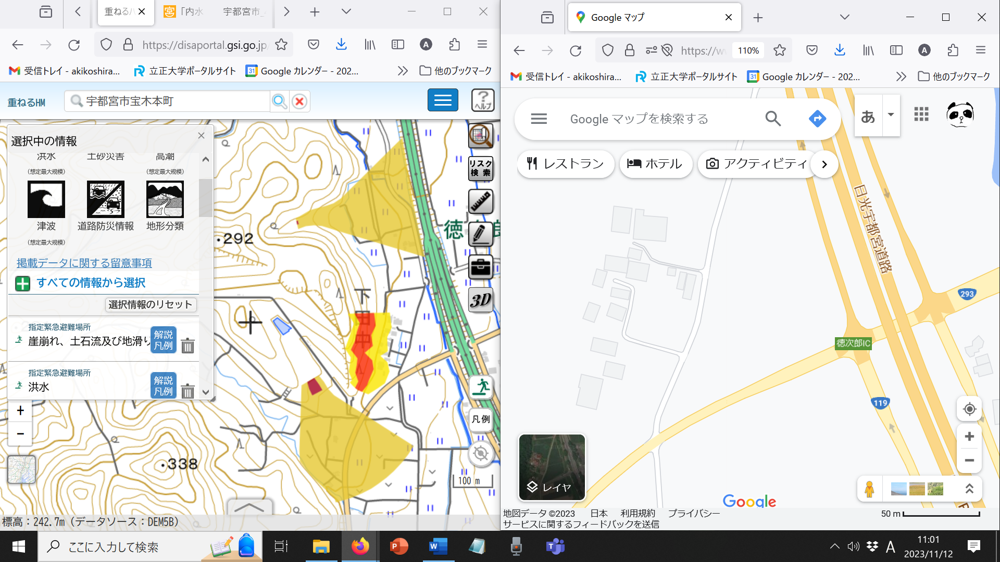 重ねるハ
「内水
宇都宮市_
https://disaportal.gsi.go.jp/
受信トレイ - akikoshira...
立正大学ポータルサイト
Google カレンダー - 202...
他のブックマーク
重ねるHM
宇都宮市宝木本町
ヘルプ
選択中の情報
洪水
土砂災害
高潮
(想定最大規模)
(想定最大規模)
津波
道路防災情報
地形分類
(想定最大規模)
掲載データに関する留意事項
すべての情報から選択
選択情報のリセット
指定緊急避難場所
崖崩れ、土石流及び地滑り
解説
凡例
指定緊急避難場所
洪水
解説
凡例
+
−
・292
・338
下田中
徳
リスク
検索
3D
凡例
100 m
標高：242.7m（データソース：DEM5B）
Google マップ
https://w
110%
受信トレイ - akikoshira...
立正大学ポータルサイト
Google カレンダー - 202...
他のブックマーク
Google マップを検索する
あ
レストラン
ホテル
アクティビティ
日光宇都宮道路
293
徳次郎IC
119
レイヤ
Google
地図データ ©2023
日本
利用規約
プライバシー
50 m
サービスに関するフィードバックを送信
ここに入力して検索
A
11:01
2023/11/12